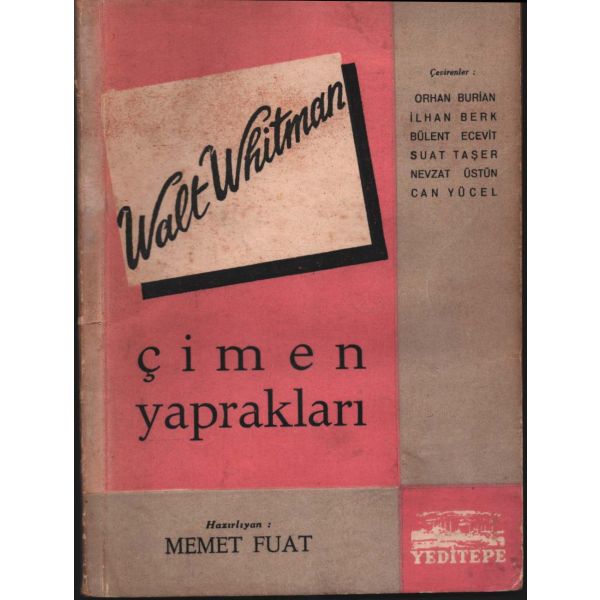 Walt Whitman
çimen
yaprakları
Çevirenler :
ORHAN BURİAN
İLHAN BERK
BÜLENT ECEVİT
SUAT TAŞER
NEVZAT ÜSTÜN
CAN YÜCEL
Hazırlıyan :
MEMET FUAT
YEDİTEPE